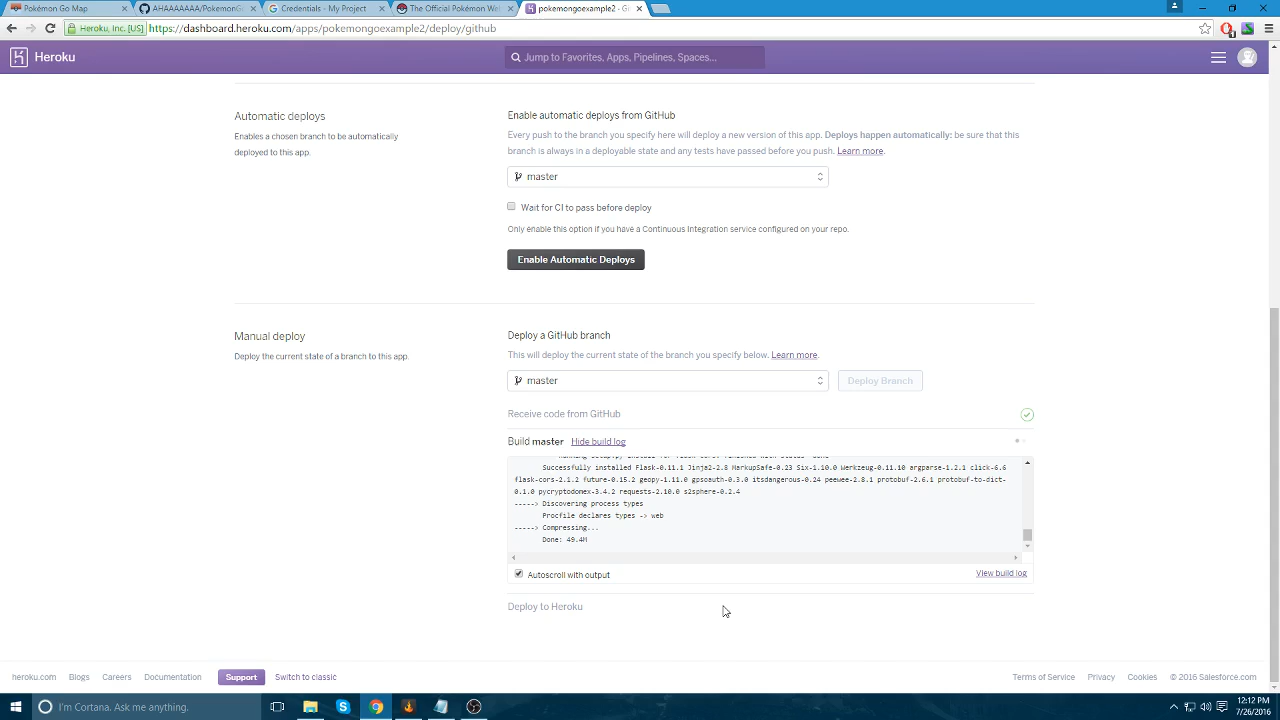 Pokémon Go Map
AHAAAAAAA/PokemonG
Credentials - My Project
The Official Pokémon Web
pokemongoexample2 - G
Heroku, Inc. [US]
https://dashboard.heroku.com/apps/pokemongoexample2/deploy/github
Heroku
Jump to Favorites, Apps, Pipelines, Spaces...
Automatic deploys
Enables a chosen branch to be automatically
deployed to this app.
Enable automatic deploys from GitHub
Every push to the branch you specify here will deploy a new version of this app. Deploys happen automatically: be sure that this
branch is always in a deployable state and any tests have passed before you push. Learn more.
master
Wait for CI to pass before deploy
Only enable this option if you have a Continuous Integration service configured on your repo.
Enable Automatic Deploys
Manual deploy
Deploy the current state of a branch to this app.
Deploy a GitHub branch
This will deploy the current state of the branch you specify below. Learn more.
master
Deploy Branch
Receive code from GitHub
Build master Hide build log
Successfully installed Flask-0.11.1 Jinja2-2.8 MarkupSafe-0.23 Six-1.10.0 Werkzeug-0.11.10 argparse-1.2.1 click-6.6
flask-cors-2.1.2 future-0.15.2 geopy-1.11.0 gpsoauth-0.3.0 itsdangerous-0.24 peewee-2.8.1 protobuf-2.6.1 protobuf-to-dict-
0.1.0 pycryptodomex-3.4.2 requests-2.10.0 s2sphere-0.2.4
-----> Discovering process types
Procfile declares types -> web
-----> Compressing...
Done: 49.4M
Autoscroll with output
View build log
Deploy to Heroku
heroku.com
Blogs
Careers
Documentation
Support
Switch to classic
Terms of Service
Privacy
Cookies
© 2016 Salesforce.com
I'm Cortana. Ask me anything.
12:12 PM
7/26/2016